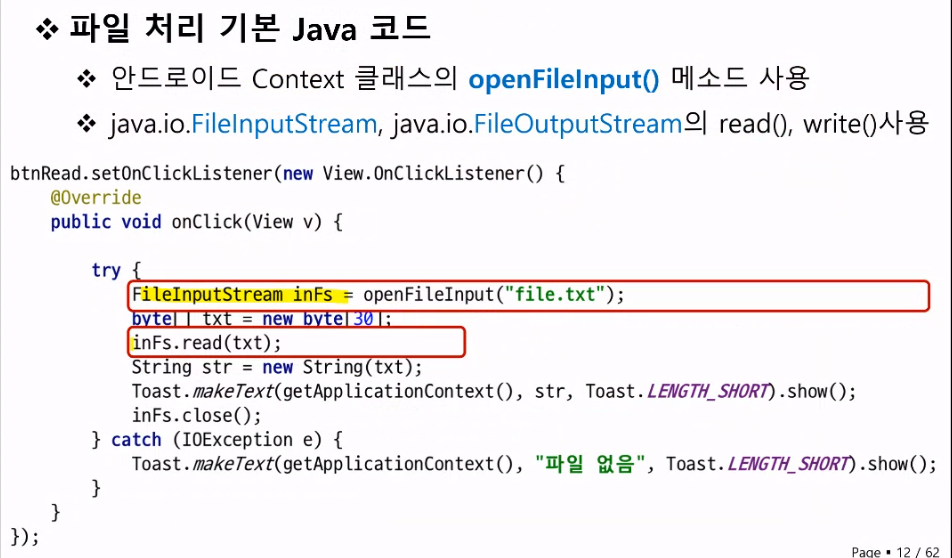 ❖ 파일 처리 기본 Java 코드
❖ 안드로이드 Context 클래스의 openFileInput() 메소드 사용
❖ java.io.FileInputStream, java.io.FileOutputStream의 read(), write()사용
btnRead.setOnClickListener(new View.OnClickListener() {
@Override
public void onClick(View v) {
try {
FileInputStream inFs = openFileInput("file.txt");
byte[] txt = new byte[30];
inFs.read(txt);
String str = new String(txt);
Toast.makeText(getApplicationContext(), str, Toast.LENGTH_SHORT).show();
inFs.close();
} catch (IOException e) {
Toast.makeText(getApplicationContext(), "파일 없음", Toast.LENGTH_SHORT).show();
}
}
});
Page ▪ 12 / 62